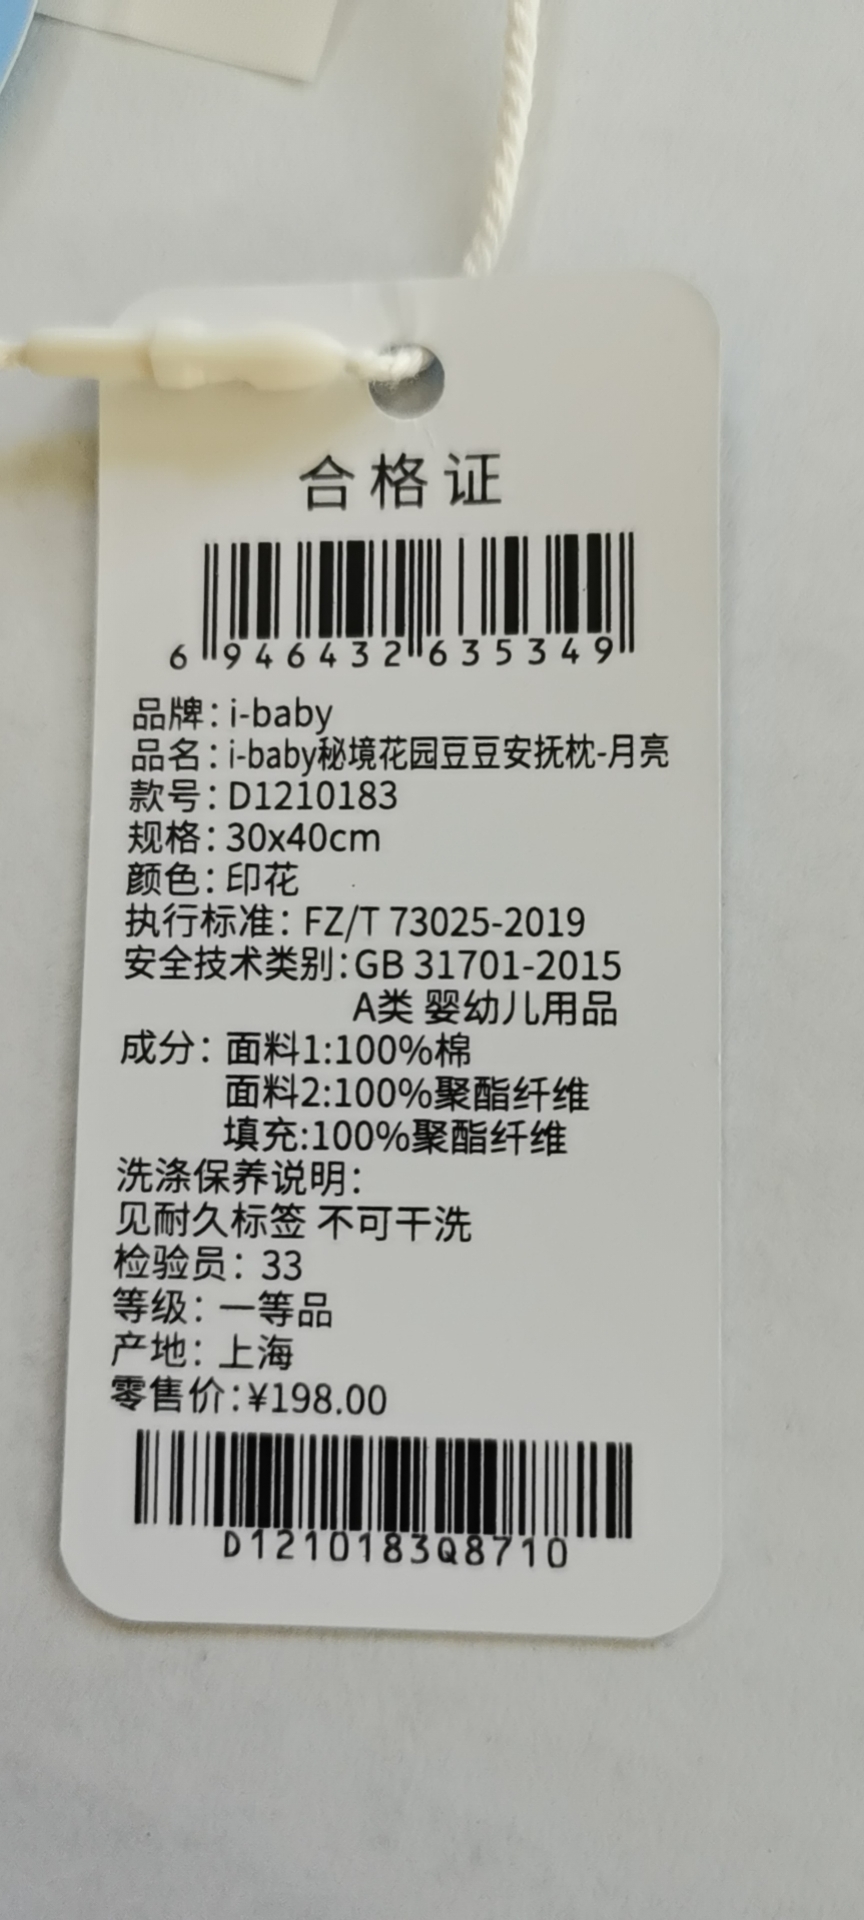 合格证
6 946432 635349
品牌：i-baby
品名：i-baby秘境花园豆豆安抚枕-月亮
款号：D1210183
规格：30x40cm
颜色：印花
执行标准：FZ/T 73025-2019
安全技术类别：GB 31701-2015
A类 婴幼儿用品
成分：面料1:100%棉
面料2:100%聚酯纤维
填充:100%聚酯纤维
洗涤保养说明：
见耐久标签 不可干洗
检验员：33
等级：一等品
产地：上海
零售价：¥198.00
D1210183Q8710